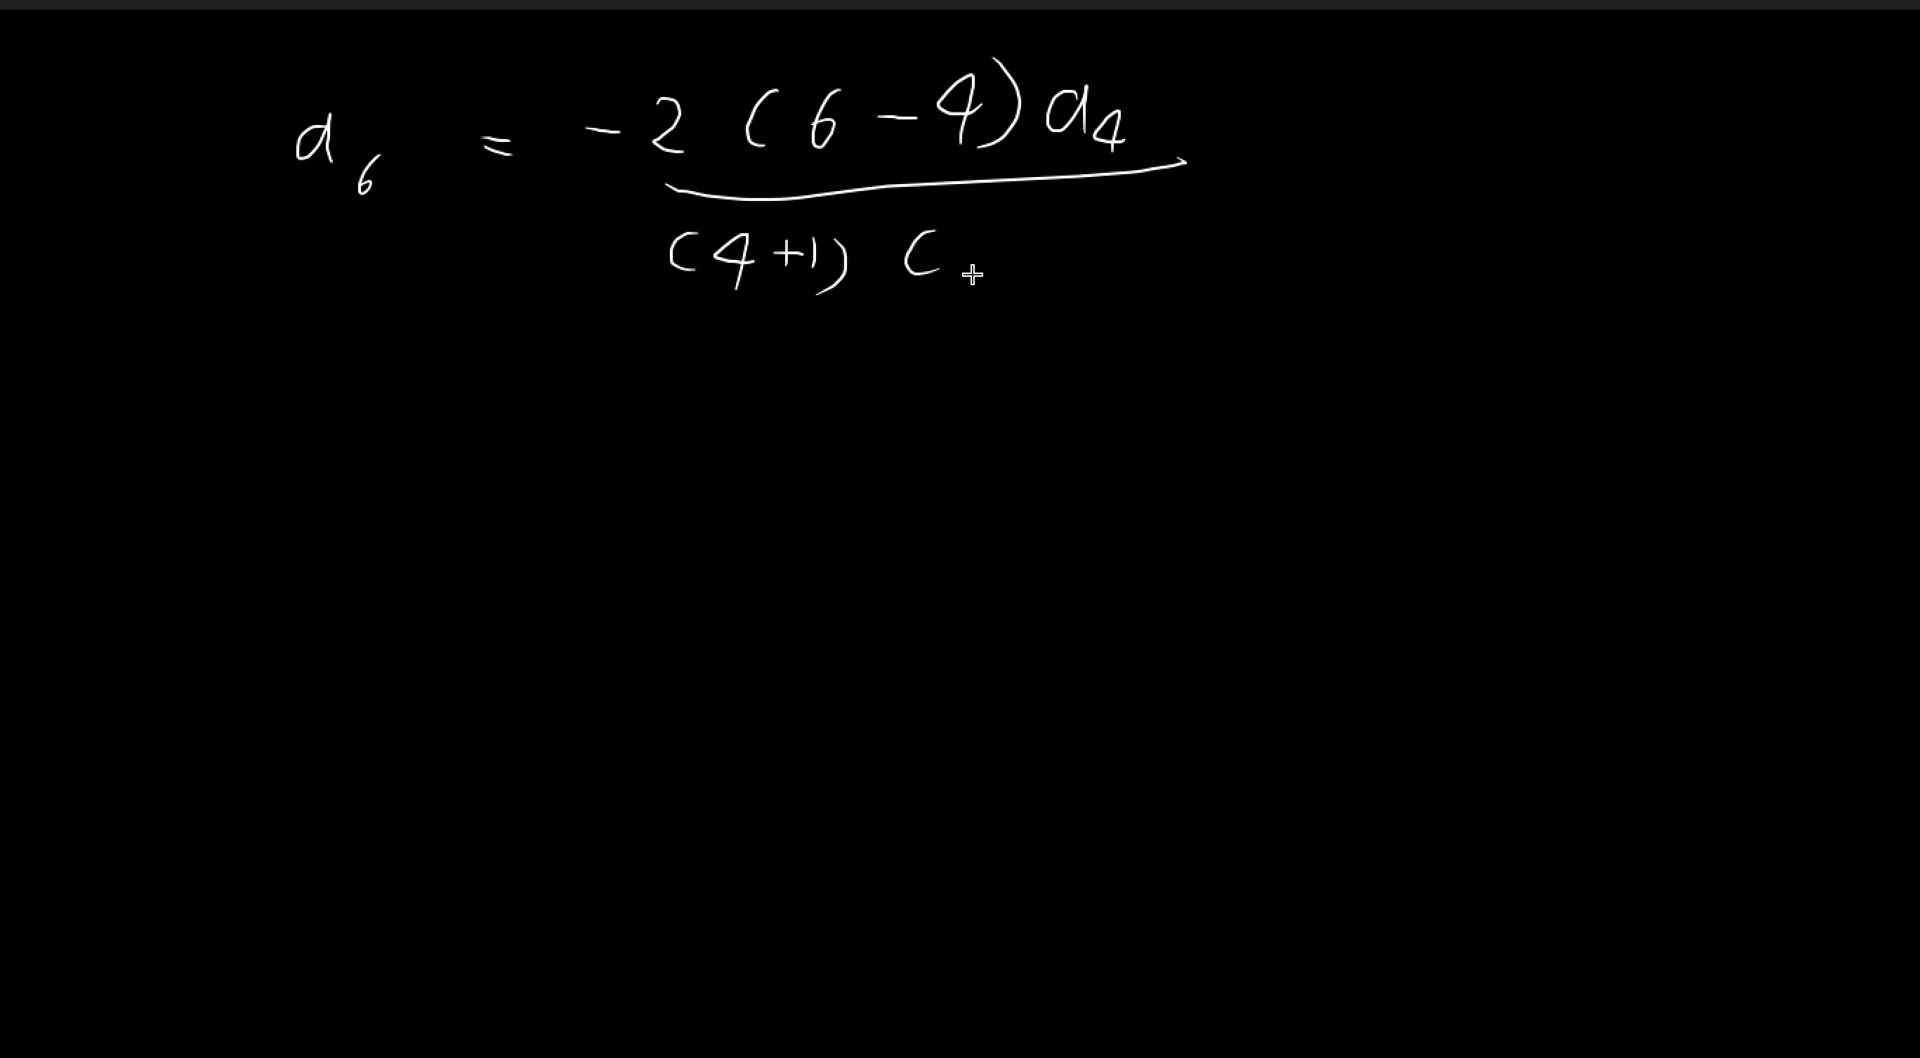 a₆ = -2 (6 - 4) a₄
(4 + 1) (